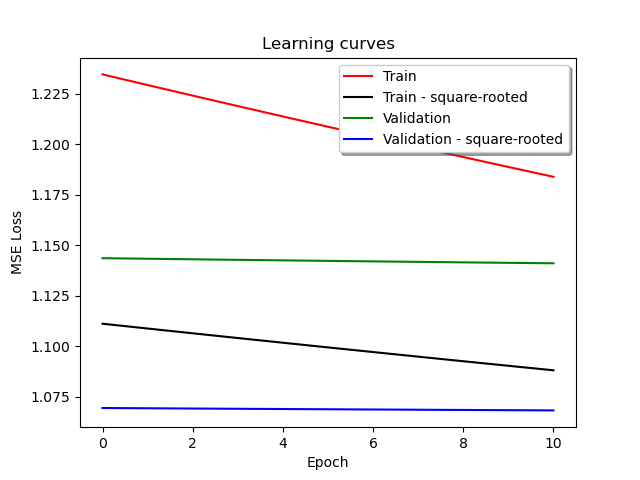 Learning curves
Train
Train - square-rooted
Validation
Validation - square-rooted
MSE Loss
1.225
1.200
1.175
1.150
1.125
1.100
1.075
0 2 4 6 8 10
Epoch